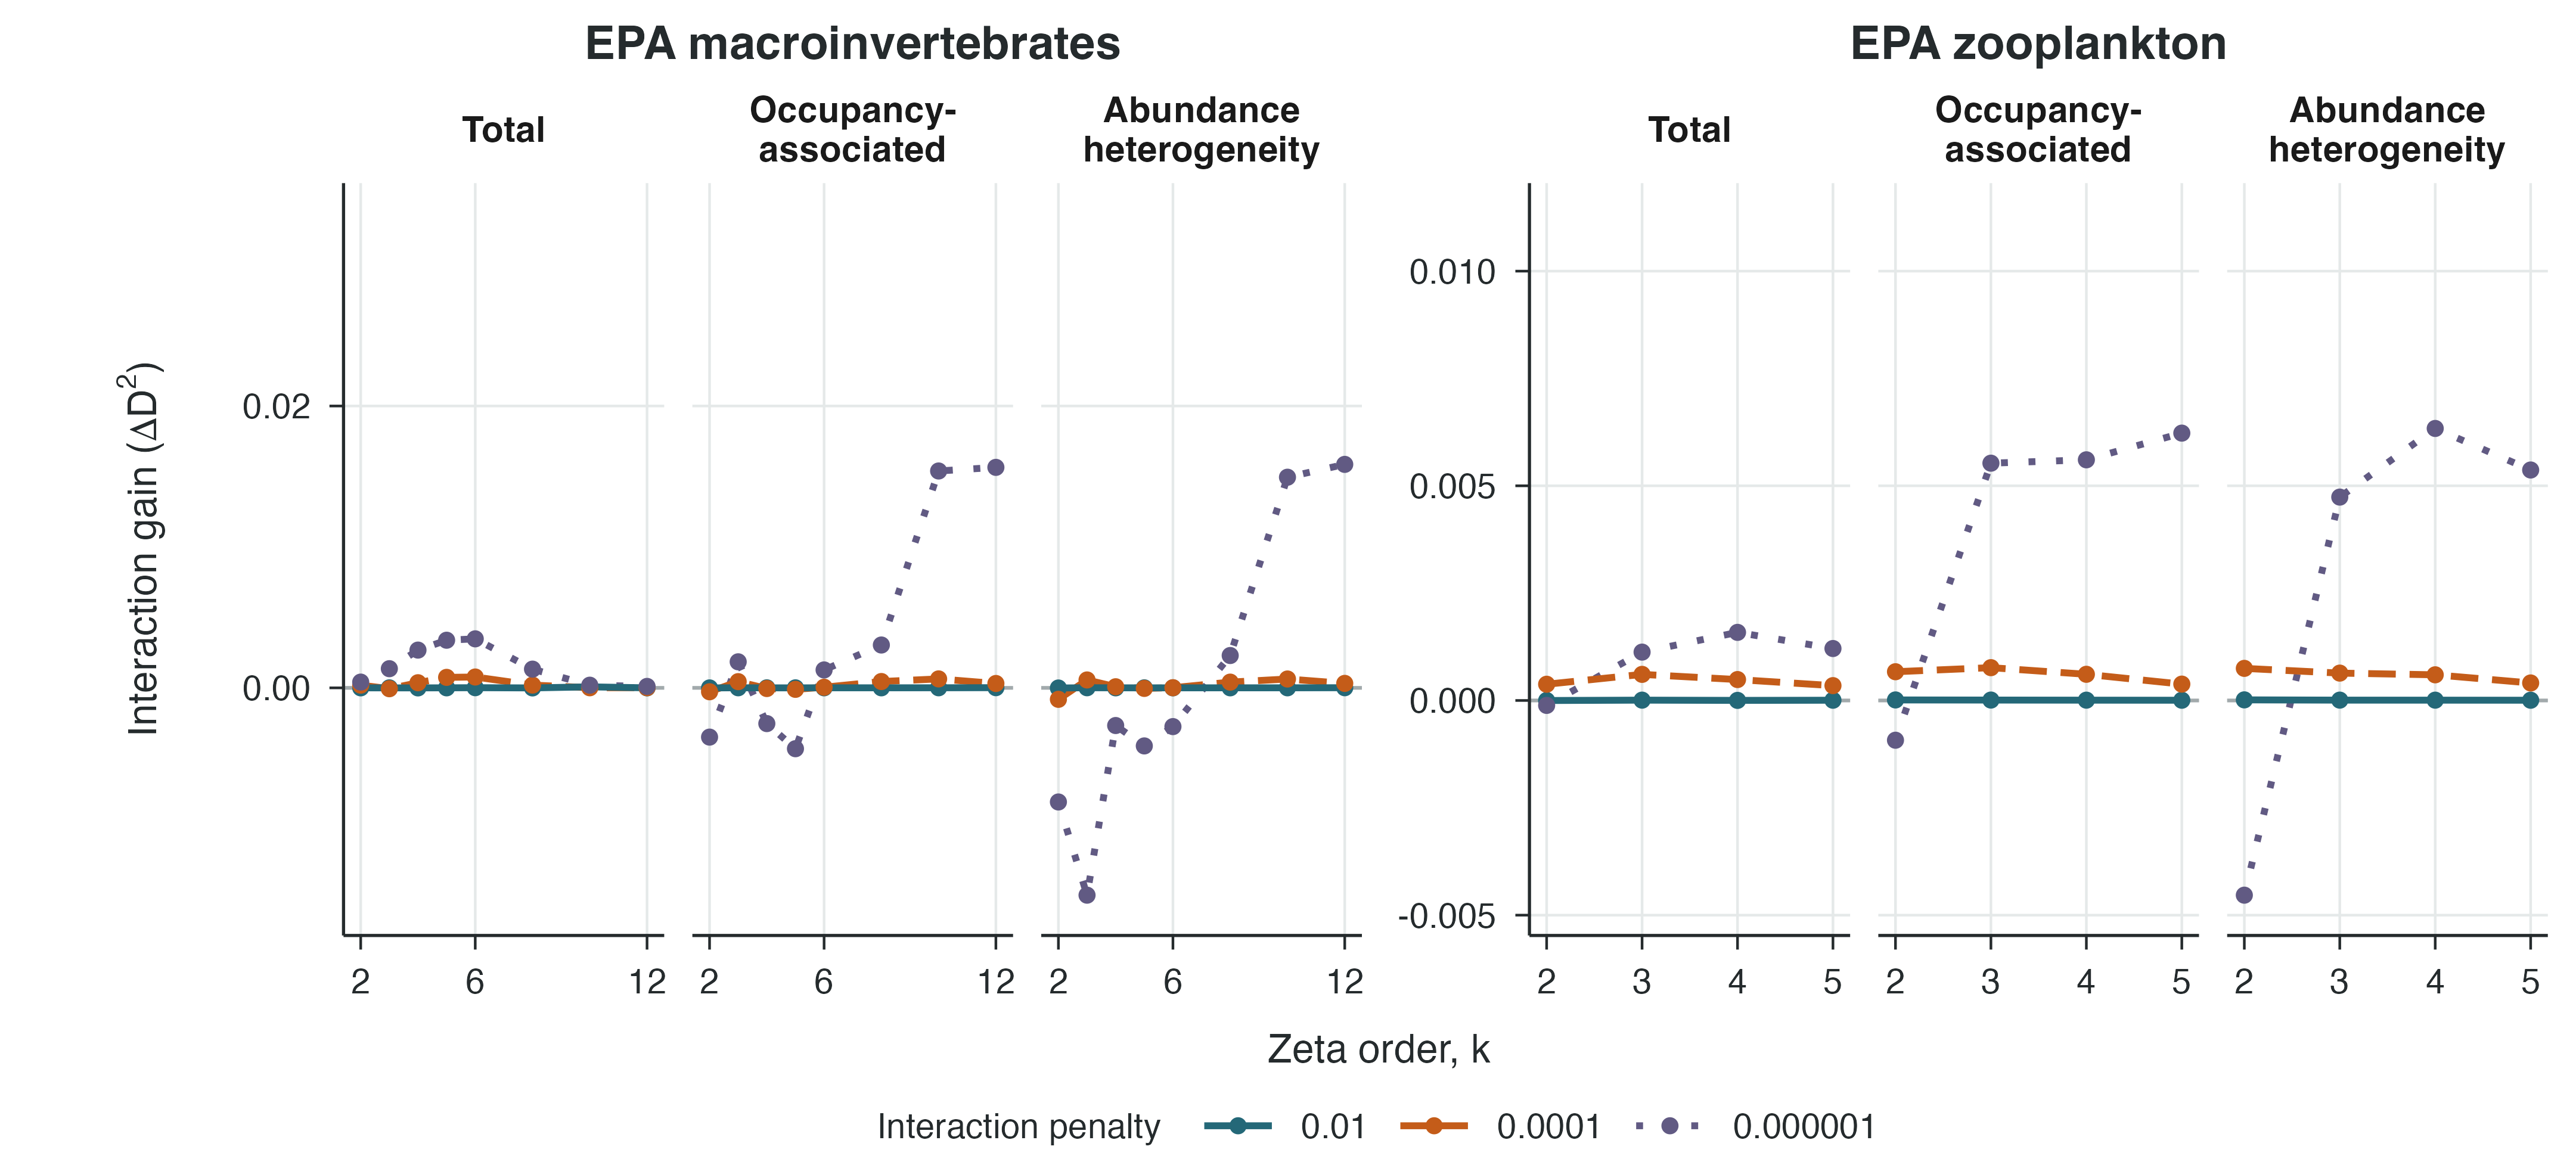 EPA macroinvertebrates
EPA zooplankton
Total
Occupancy-
associated
Abundance
heterogeneity
Total
Occupancy-
associated
Abundance
heterogeneity
Interaction gain (ΔD²)
0.02
0.00
0.010
0.005
0.000
-0.005
2 6 12 2 6 12 2 6 12
2 3 4 5 2 3 4 5 2 3 4 5
Zeta order, k
Interaction penalty 0.01 0.0001 0.000001